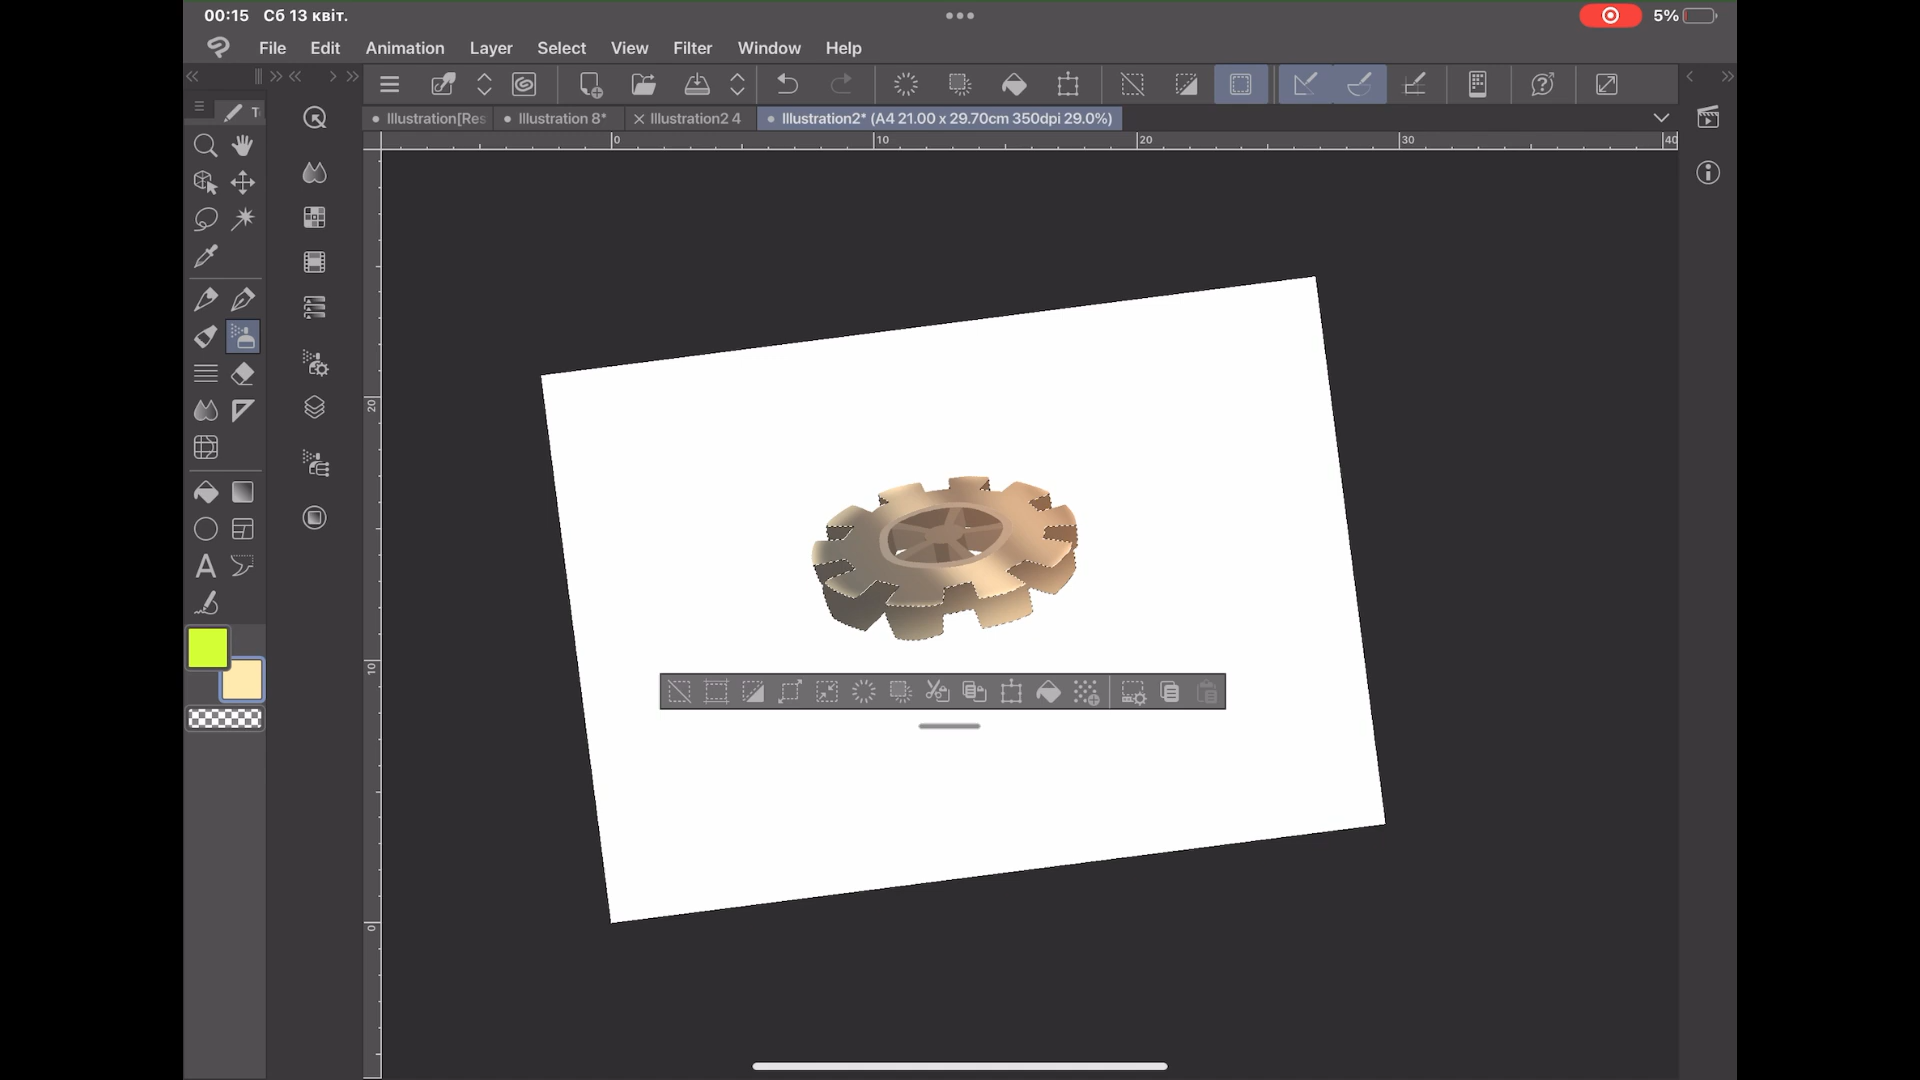 00:15 Сб 13 квіт.
5%
File Edit Animation Layer Select View Filter Window Help
Illustration[Res Illustration 8* Illustration2 4 Illustration2* (A4 21.00 x 29.70cm 350dpi 29.0%)
0 10 20 30 40
20
10
0